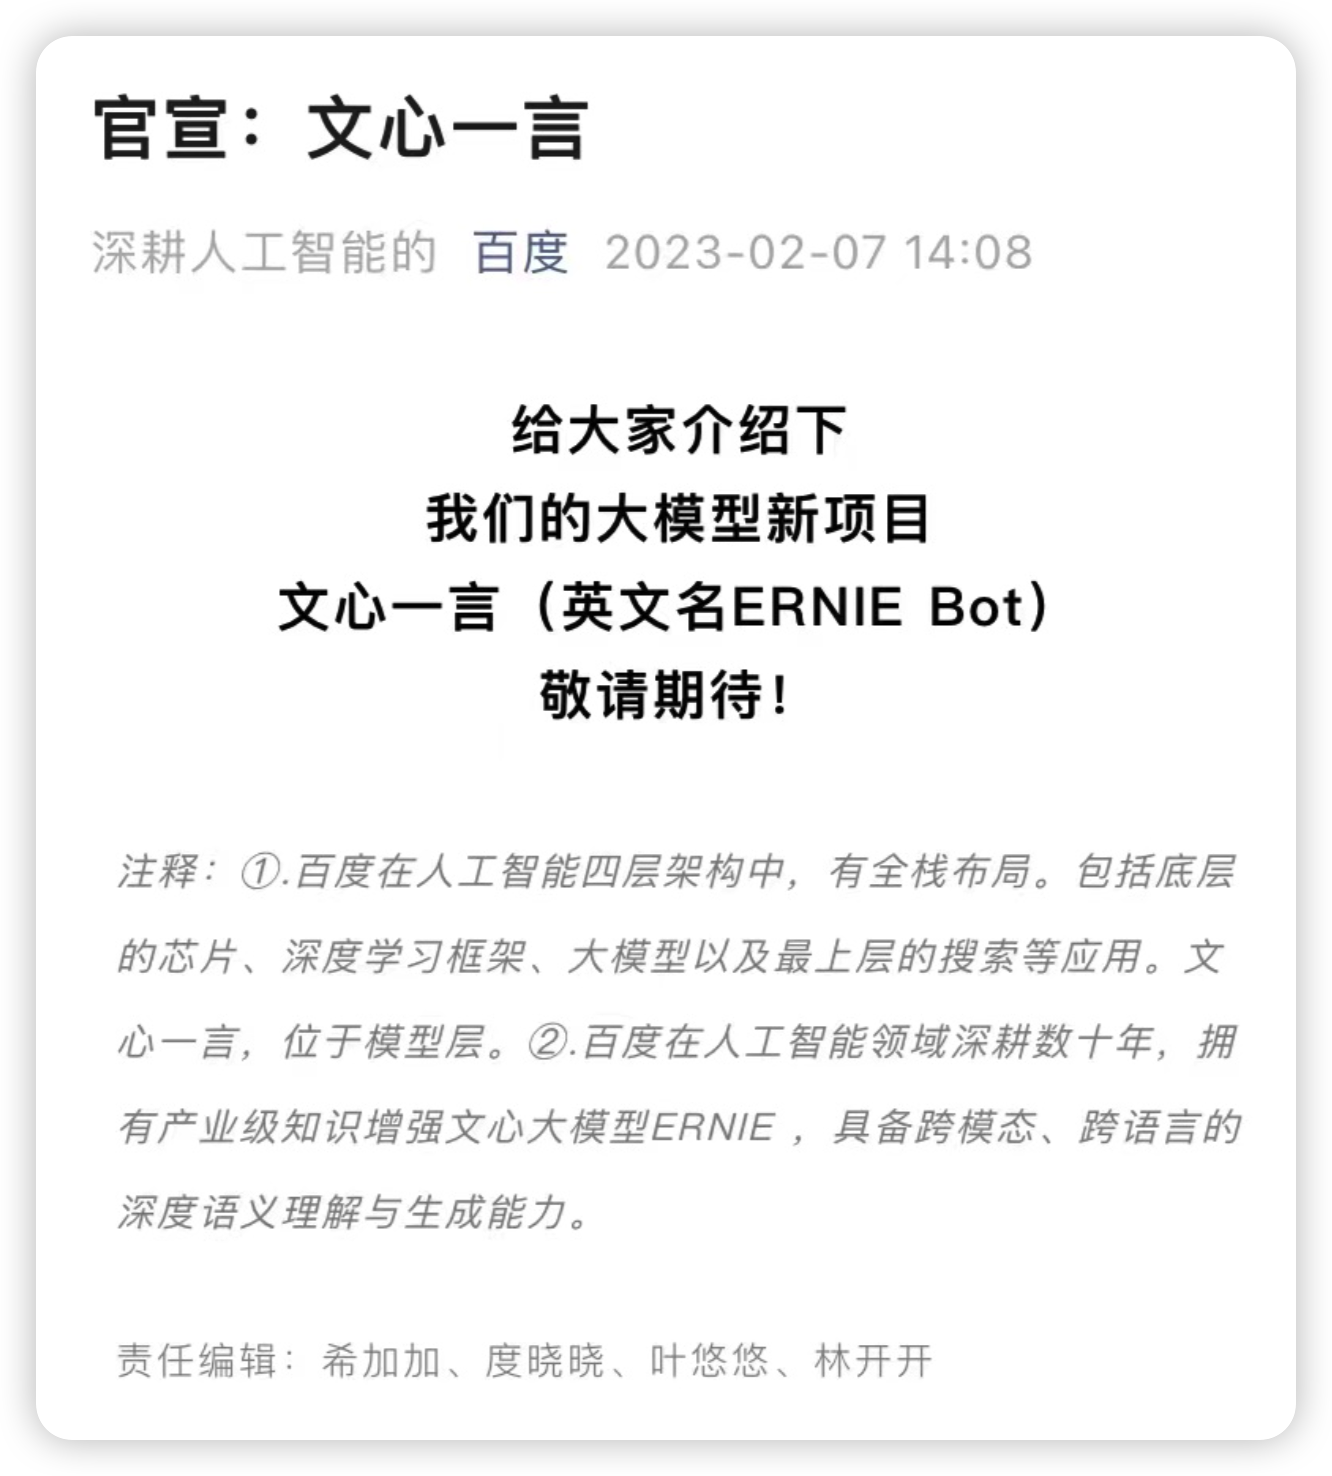 官宣：文心一言
深耕人工智能的 百度 2023-02-07 14:08
给大家介绍下
我们的大模型新项目
文心一言（英文名ERNIE Bot）
敬请期待！
注释：①.百度在人工智能四层架构中，有全栈布局。包括底层
的芯片、深度学习框架、大模型以及最上层的搜索等应用。文
心一言，位于模型层。②.百度在人工智能领域深耕数十年，拥
有产业级知识增强文心大模型ERNIE ，具备跨模态、跨语言的
深度语义理解与生成能力。
责任编辑：希加加、度晓晓、叶悠悠、林开开